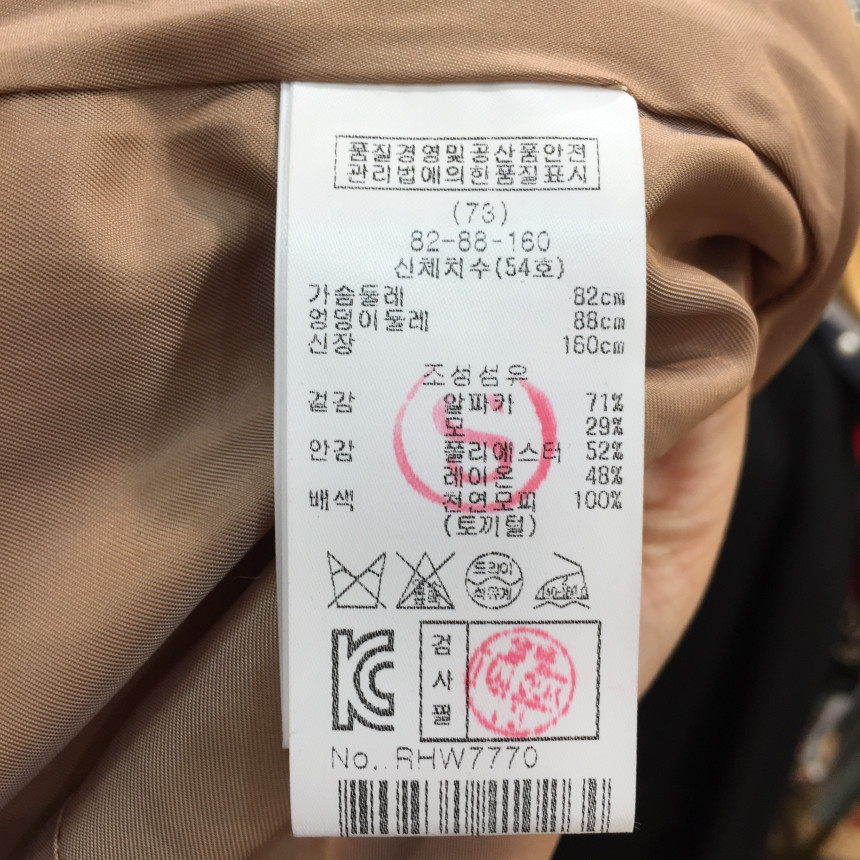 품질경영및공산품안전
관리법에의한품질표시
(73)
82-88-160
신체치수(54호)
가슴둘레 82cm
엉덩이둘레 88cm
신장 160cm
조성섬유
겉감 알파카 71%
모 29%
안감 폴리에스터 52%
레이온 48%
배색 천연모피 100%
(토끼털)
드라이
석유계
KC
검사필
No. RHW7770